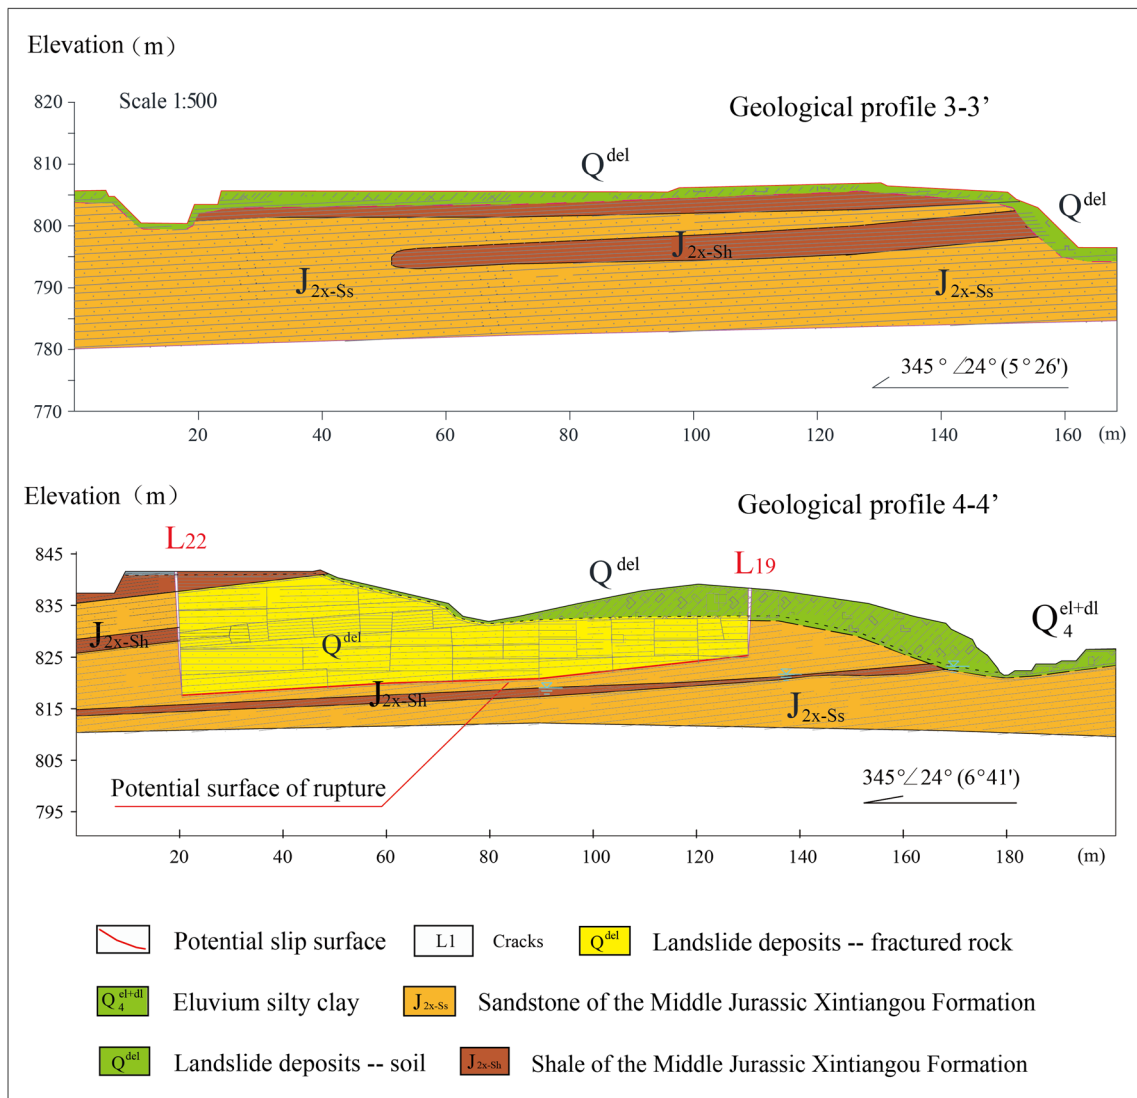 Elevation（m）
Scale 1:500
Geological profile 3-3’
820
810
800
790
780
770
Q^del
Q^del
J2x-Sh
J2x-Ss
J2x-Ss
345° ∠24° (5° 26')
20 40 60 80 100 120 140 160 (m)
Elevation（m）
Geological profile 4-4’
845
835
825
815
805
795
L22
L19
Q^del
Q4^el+dl
J2x-Sh
Q^del
J2x-Sh
J2x-Ss
Potential surface of rupture
345°∠24° (6°41')
20 40 60 80 100 120 140 160 180 (m)
Potential slip surface
L1 Cracks
Q^del Landslide deposits -- fractured rock
Q4^el+dl Eluvium silty clay
J2x-Ss Sandstone of the Middle Jurassic Xintiangou Formation
Q^del Landslide deposits -- soil
J2x-Sh Shale of the Middle Jurassic Xintiangou Formation